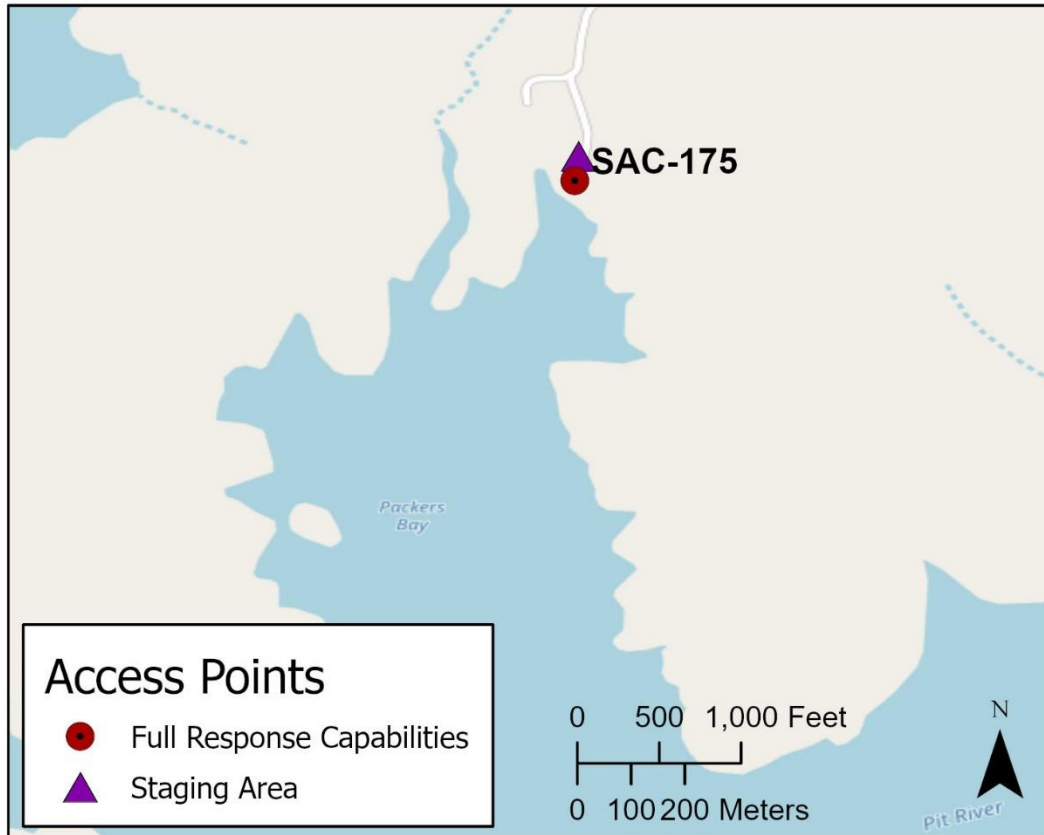 SAC-175
Packers
Bay
Access Points
Full Response Capabilities
Staging Area
0 500 1,000 Feet
0 100 200 Meters
N
Pit River